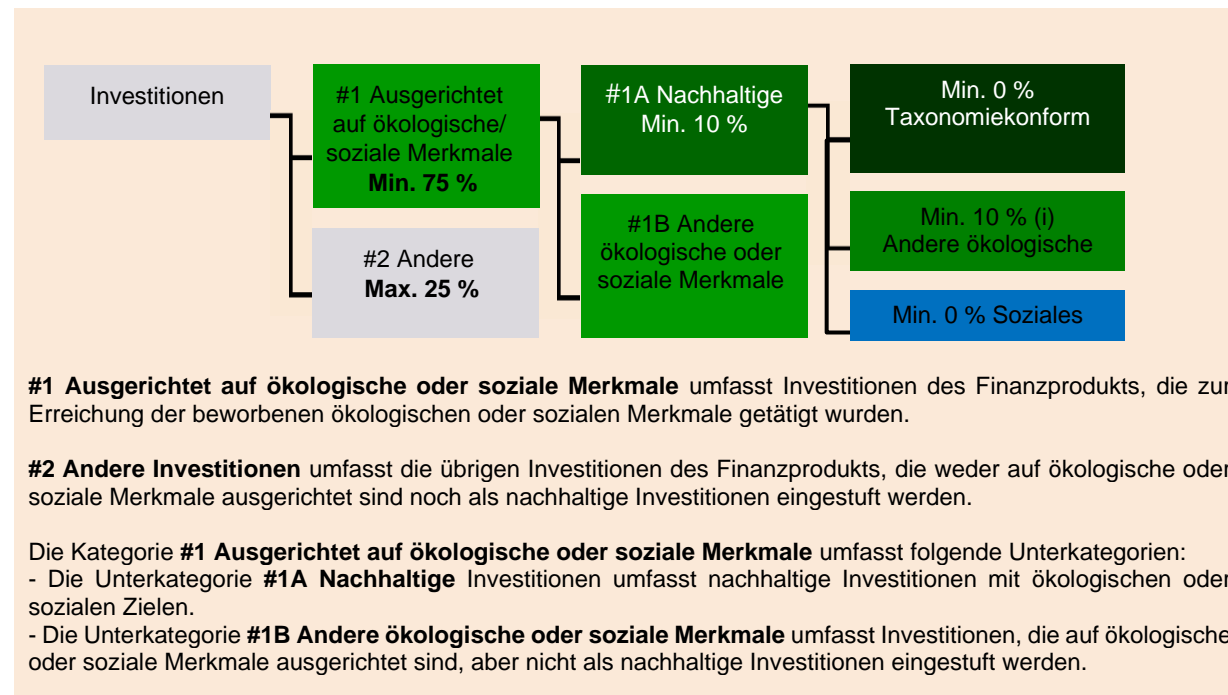 Investitionen
#1 Ausgerichtet
auf ökologische/
soziale Merkmale
Min. 75 %
#2 Andere
Max. 25 %
#1A Nachhaltige
Min. 10 %
#1B Andere
ökologische oder
soziale Merkmale
Min. 0 %
Taxonomiekonform
Min. 10 % (i)
Andere ökologische
Min. 0 % Soziales
#1 Ausgerichtet auf ökologische oder soziale Merkmale umfasst Investitionen des Finanzprodukts, die zur
Erreichung der beworbenen ökologischen oder sozialen Merkmale getätigt wurden.
#2 Andere Investitionen umfasst die übrigen Investitionen des Finanzprodukts, die weder auf ökologische oder
soziale Merkmale ausgerichtet sind noch als nachhaltige Investitionen eingestuft werden.
Die Kategorie #1 Ausgerichtet auf ökologische oder soziale Merkmale umfasst folgende Unterkategorien:
- Die Unterkategorie #1A Nachhaltige Investitionen umfasst nachhaltige Investitionen mit ökologischen oder
sozialen Zielen.
- Die Unterkategorie #1B Andere ökologische oder soziale Merkmale umfasst Investitionen, die auf ökologische
oder soziale Merkmale ausgerichtet sind, aber nicht als nachhaltige Investitionen eingestuft werden.